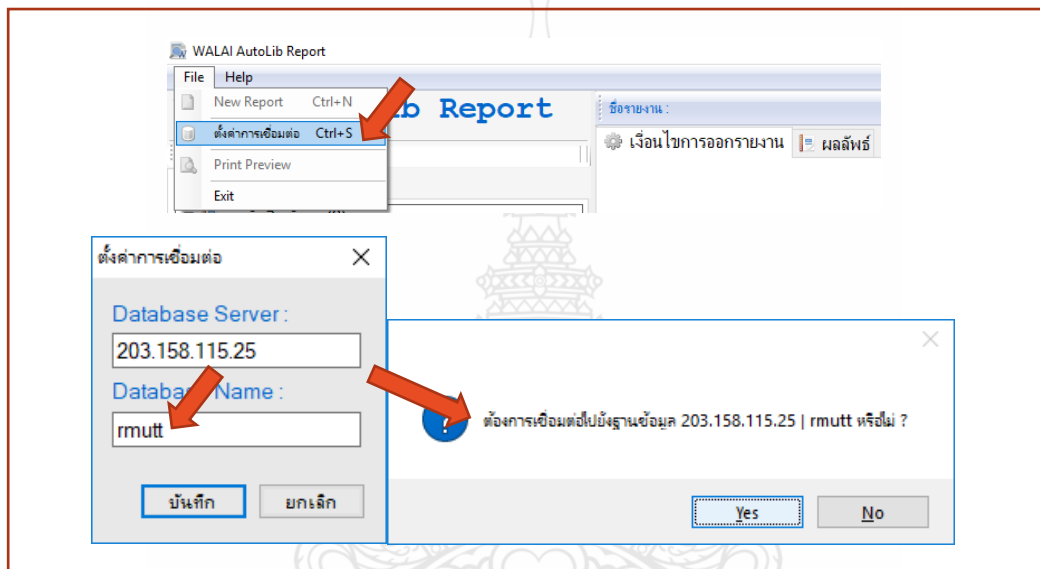 WALAI AutoLib Report
File Help
New Report Ctrl+N
ตั้งค่าการเชื่อมต่อ Ctrl+S
Print Preview
Exit
Report
ชื่อรายงาน :
เงื่อนไขการออกรายงาน ผลลัพธ์
ตั้งค่าการเชื่อมต่อ
Database Server :
203.158.115.25
Database Name :
rmutt
บันทึก ยกเลิก
ต้องการเชื่อมต่อไปยังฐานข้อมูล 203.158.115.25 | rmutt หรือไม่ ?
Yes No